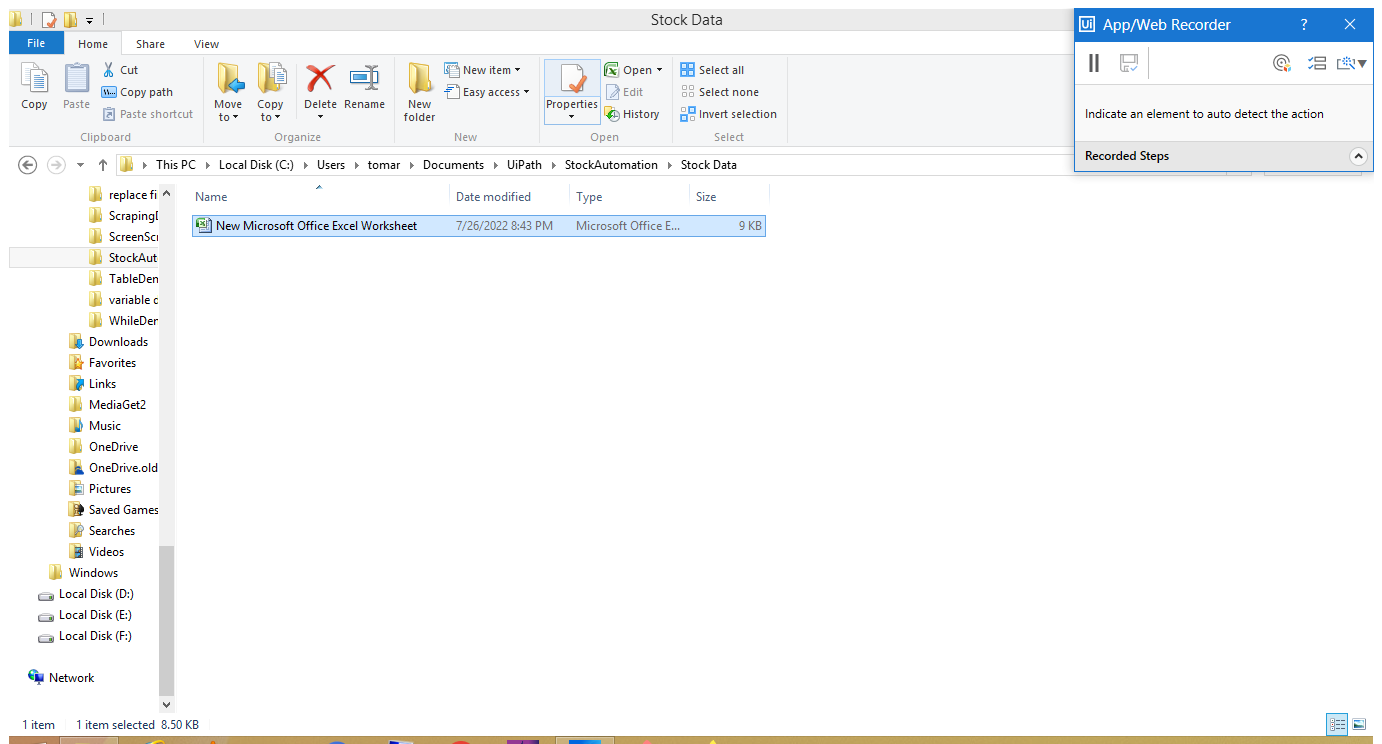 Stock Data
Ui App/Web Recorder ?
File Home Share View
Cut
Copy path
Paste shortcut
Copy Paste
Clipboard
Move to Copy to Delete Rename
Organize
New folder
New item
Easy access
New
Properties
Open
Edit
History
Open
Select all
Select none
Invert selection
Select
Indicate an element to auto detect the action
Recorded Steps
This PC Local Disk (C:) Users tomar Documents UiPath StockAutomation Stock Data
replace fi
Scraping
ScreenScr
StockAut
TableDen
variable c
WhileDer
Downloads
Favorites
Links
MediaGet2
Music
OneDrive
OneDrive.old
Pictures
Saved Games
Searches
Videos
Windows
Local Disk (D:)
Local Disk (E:)
Local Disk (F:)
Network
Name Date modified Type Size
New Microsoft Office Excel Worksheet 7/26/2022 8:43 PM Microsoft Office E... 9 KB
1 item 1 item selected 8.50 KB